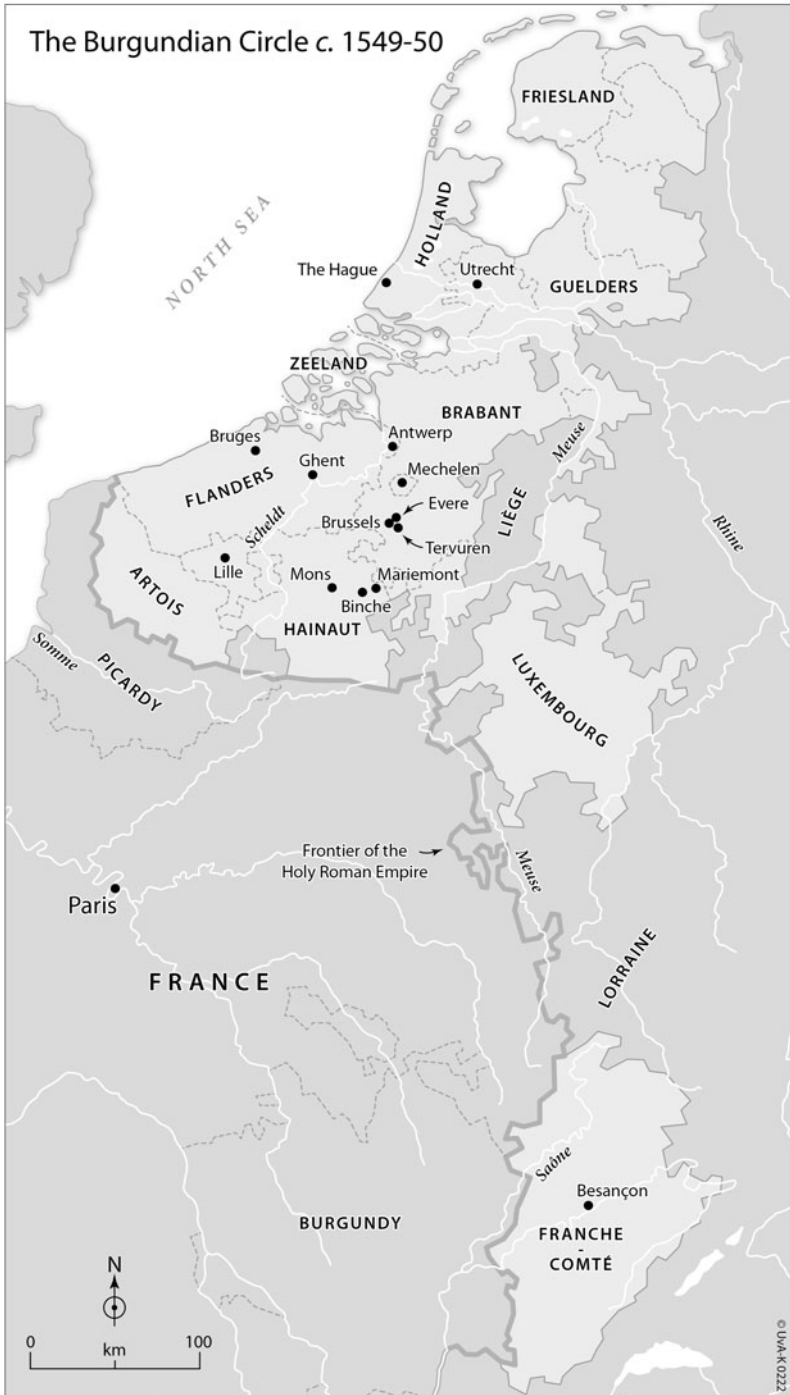 The Burgundian Circle c. 1549-50
FRIESLAND
HOLLAND
NORTH SEA
The Hague
Utrecht
GUELDERS
ZEELAND
BRABANT
Bruges
Antwerp
Meuse
Ghent
Mechelen
FLANDERS
Evere
Scheldt
Brussels
LIÈGE
Rhine
Tervuren
Lille
Mons
Mariemont
ARTOIS
Binche
HAINAUT
Somme
PICARDY
LUXEMBOURG
Frontier of the
Holy Roman Empire
Meuse
Paris
FRANCE
LORRAINE
Saône
Besançon
BURGUNDY
FRANCHE
-
COMTÉ
N
0
100
km
© UvA-K 0222